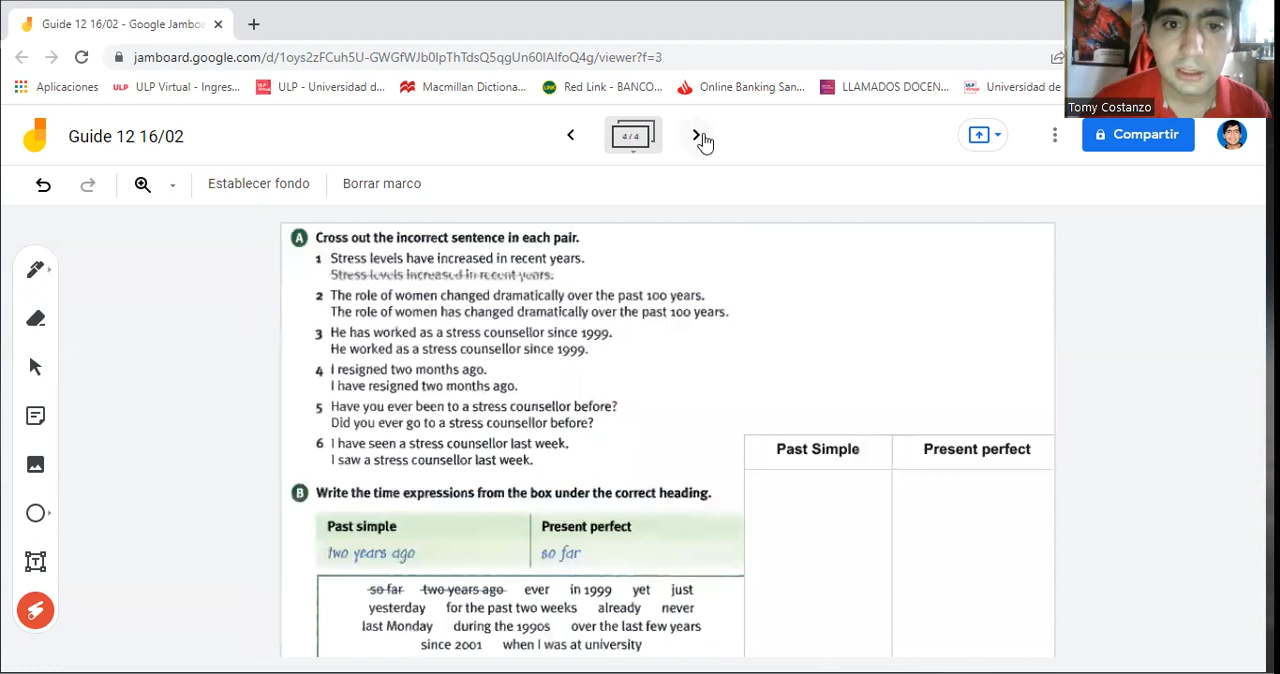 Guide 12 16/02 - Google Jambo
jamboard.google.com/d/1oys2zFCuh5U-GWGfWJb0IpThTdsQ5qgUn60IAlfoQ4g/viewer?f=3
Aplicaciones ULP ULP Virtual - Ingres... ULP - Universidad d... Macmillan Dictiona... LINK Red Link - BANCO... Online Banking San... LLAMADOS DOCEN... Universidad de
Tomy Costanzo
Guide 12 16/02
4 / 4
Compartir
Establecer fondo Borrar marco
A Cross out the incorrect sentence in each pair.
1 Stress levels have increased in recent years.
Stress levels increased in recent years.
2 The role of women changed dramatically over the past 100 years.
The role of women has changed dramatically over the past 100 years.
3 He has worked as a stress counsellor since 1999.
He worked as a stress counsellor since 1999.
4 I resigned two months ago.
I have resigned two months ago.
5 Have you ever been to a stress counsellor before?
Did you ever go to a stress counsellor before?
6 I have seen a stress counsellor last week.
I saw a stress counsellor last week.
Past Simple Present perfect
B Write the time expressions from the box under the correct heading.
Past simple Present perfect
two years ago so far
so far two years ago ever in 1999 yet just
yesterday for the past two weeks already never
last Monday during the 1990s over the last few years
since 2001 when I was at university